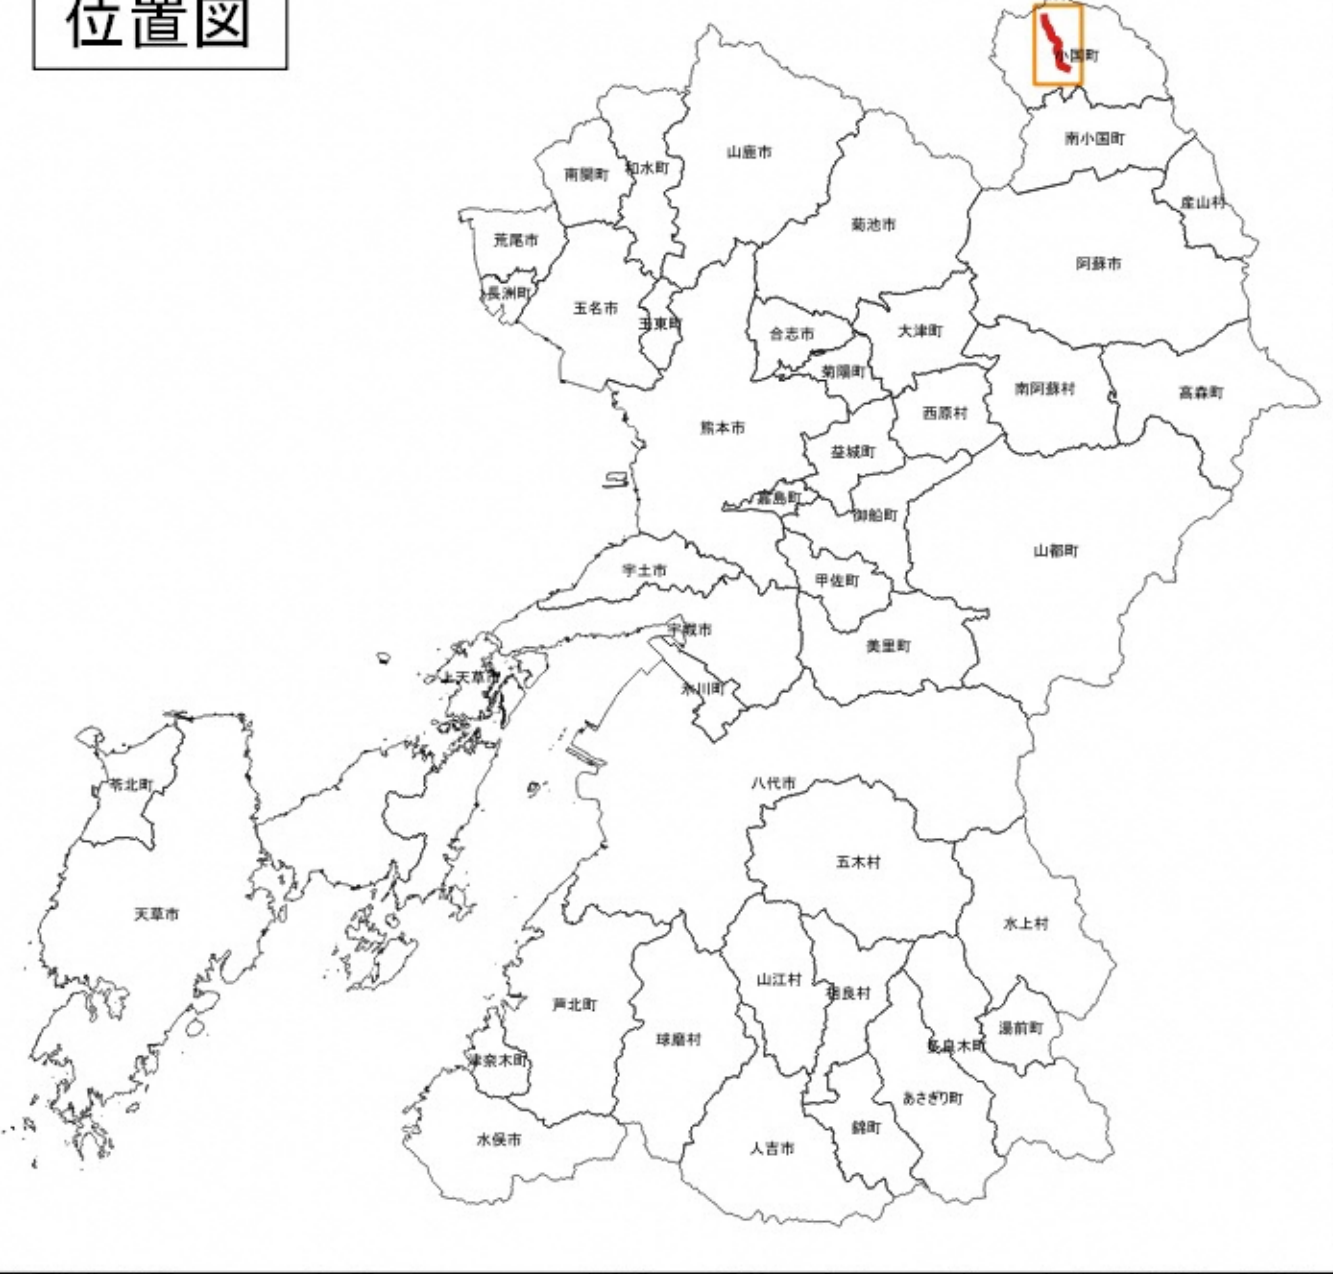 位置図
小国町
南小国町
山鹿市
和水町
南関町
産山村
菊池市
荒尾市
阿蘇市
長洲町
玉名市
玉東町
大津町
合志市
菊陽町
南阿蘇村
高森町
西原村
熊本市
益城町
嘉島町
御船町
山都町
宇土市
甲佐町
宇城市
美里町
上天草市
氷川町
苓北町
八代市
五木村
天草市
水上村
山江村
相良村
芦北町
湯前町
球磨村
多良木町
津奈木町
あさぎり町
錦町
水俣市
人吉市